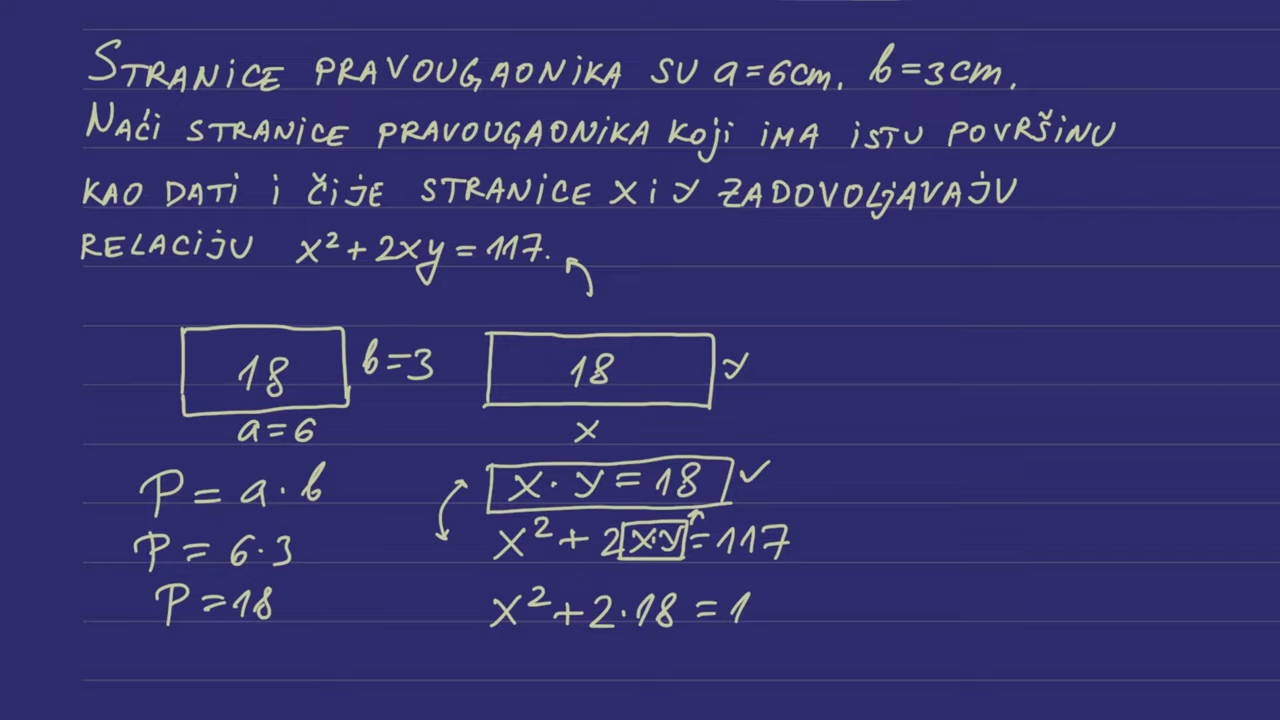 STRANICE PRAVOUGAONIKA SU a=6cm, b=3cm.
NAĆI STRANICE PRAVOUGAONIKA KOJI IMA ISTU POVRŠINU
KAO DATI I ČIJE STRANICE X I Y ZADOVOLJAVAJU
RELACIJU x²+2xy=117.
18 b=3
a=6
18 y
x
P=a·b
P=6·3
P=18
x·y=18 ✓
x²+2x·y=117
x²+2·18=1